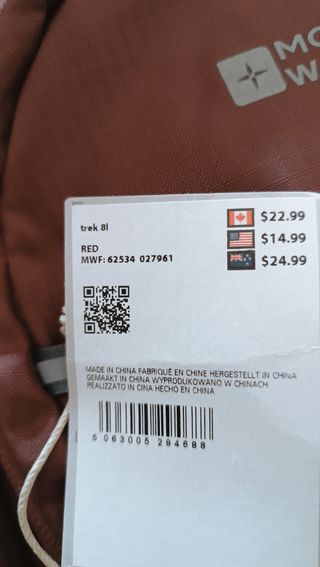 MO
W
trek 8l
RED
MWF: 62534 027961
$22.99
$14.99
$24.99
MADE IN CHINA FABRIQUÉ EN CHINE HERGESTELLT IN CHINA
GEMAAKT IN CHINA WYPRODUKOWANO W CHINACH
REALIZZATO IN CINA HECHO EN CHINA
5 063005 294688